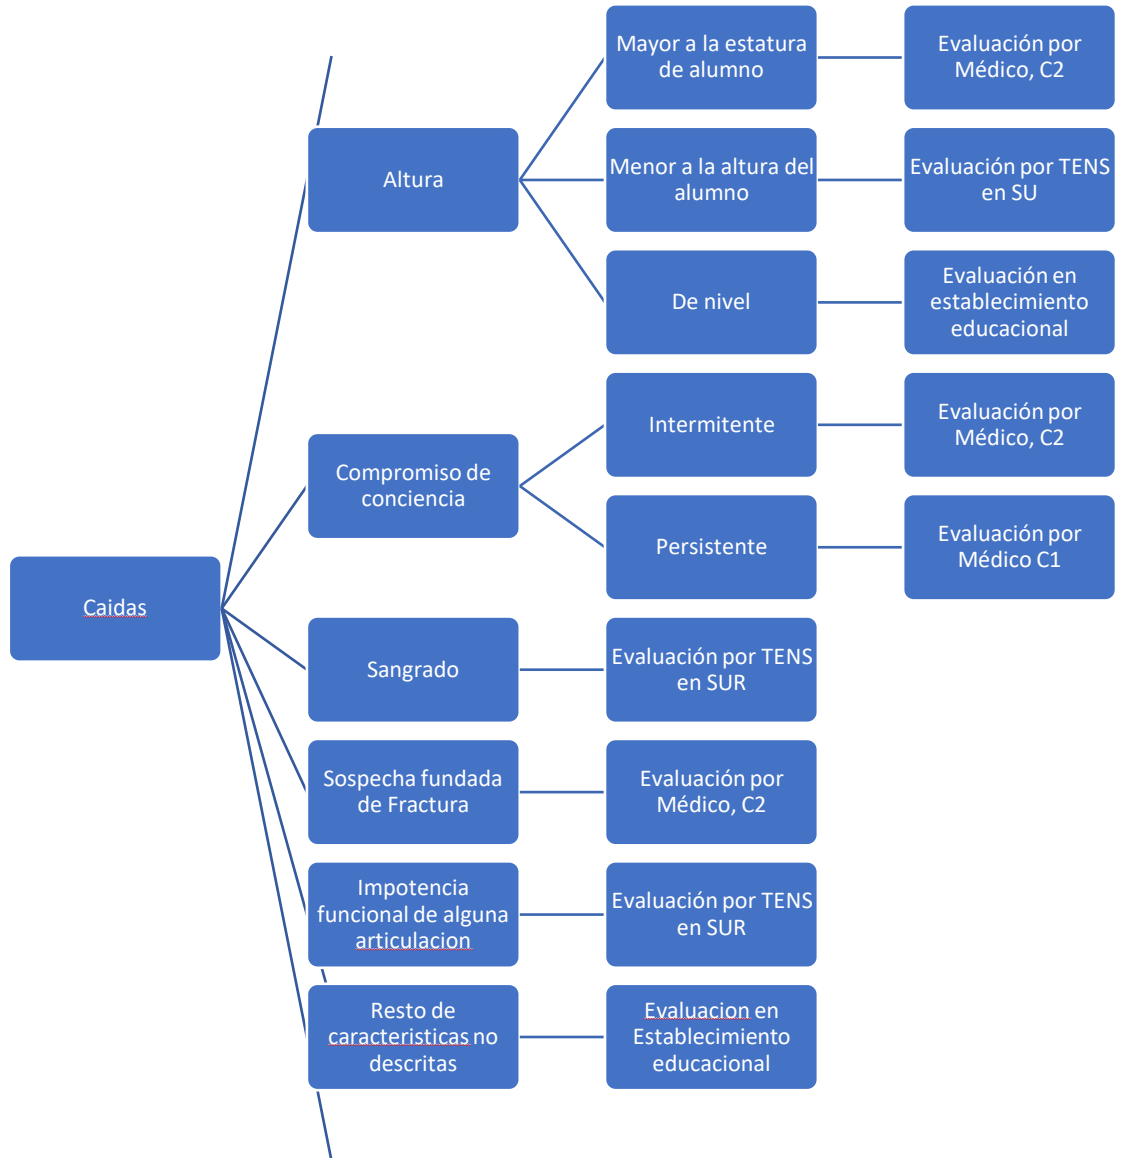 Mayor a la estatura
de alumno
Evaluación por
Médico, C2
Altura
Menor a la altura del
alumno
Evaluación por TENS
en SU
De nivel
Evaluación en
establecimiento
educacional
Compromiso de
conciencia
Intermitente
Evaluación por
Médico, C2
Persistente
Evaluación por
Médico C1
Caidas
Sangrado
Evaluación por TENS
en SUR
Sospecha fundada
de Fractura
Evaluación por
Médico, C2
Impotencia
funcional de alguna
articulacion
Evaluación por TENS
en SUR
Resto de
caracteristicas no
descritas
Evaluacion en
Establecimiento
educacional